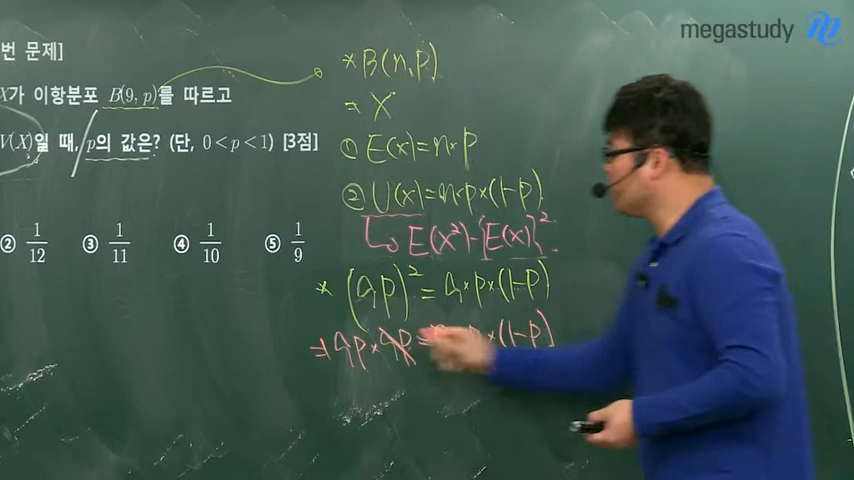 megastudy
번 문제]
X가 이항분포 B(9, p)를 따르고
V(X)일 때, p의 값은? (단, 0<p<1) [3점]
② 1/12 ③ 1/11 ④ 1/10 ⑤ 1/9
* B(n, p)
⇒ X
① E(x)=n×p
② V(x)=n×p×(1-p)
↳ E(X²)-{E(X)}².
* (9p)²=9×p×(1-p)
⇒ 9p×9p= ×(1-p)